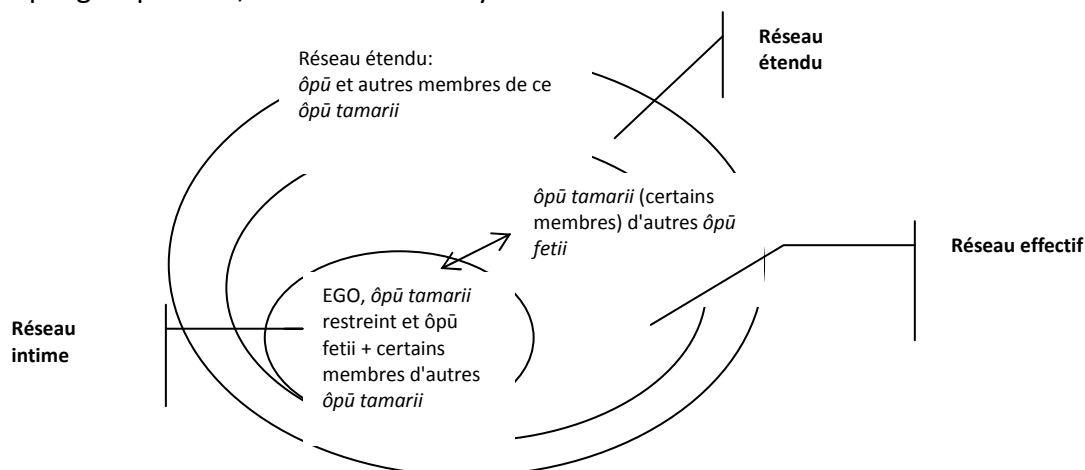 Réseau étendu:
ôpū et autres membres de ce
ôpū tamarii
Réseau
étendu
ôpū tamarii (certains
membres) d'autres ôpū
fetii
Réseau effectif
EGO, ôpū tamarii
restreint et ôpū
fetii + certains
membres d'autres
ôpū tamarii
Réseau
intime